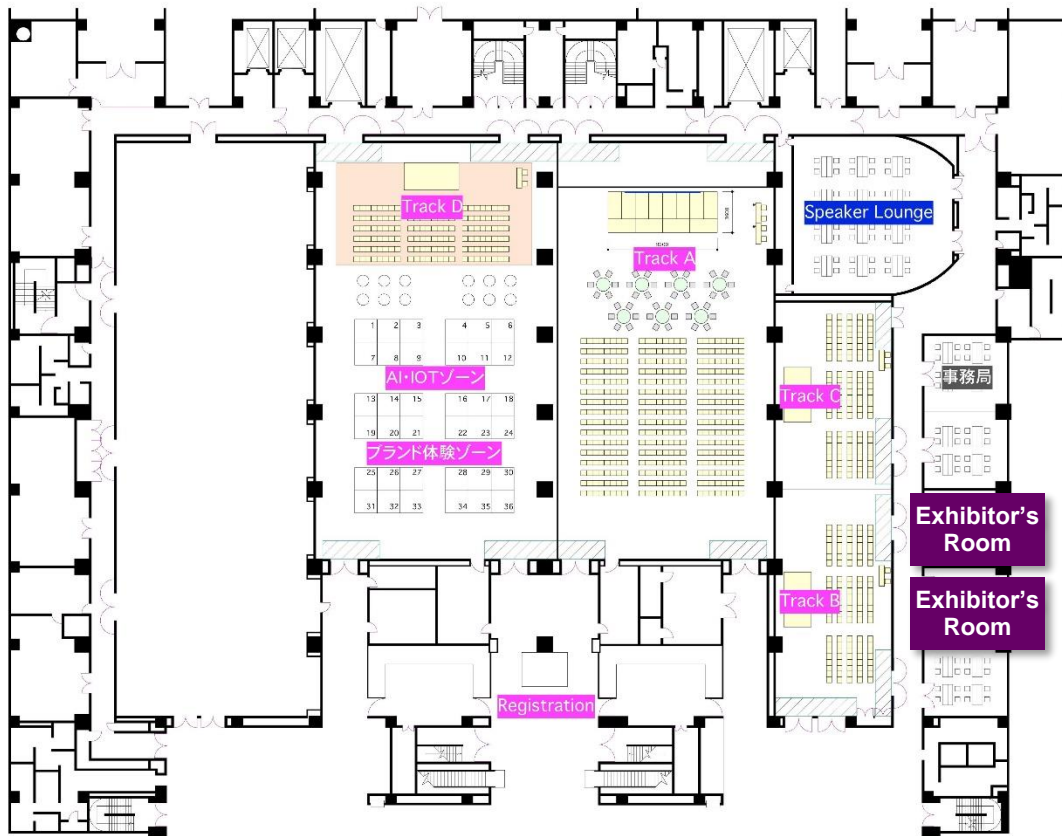 Track D
Track A
Speaker Lounge
1 2 3 4 5 6
7 8 9 10 11 12
AI・IOTゾーン
事務局
Track C
13 14 15 16 17 18
19 20 21 22 23 24
ブランド体験ゾーン
25 26 27 28 29 30
31 32 33 34 35 36
Exhibitor's
Room
Exhibitor's
Room
Track B
Registration